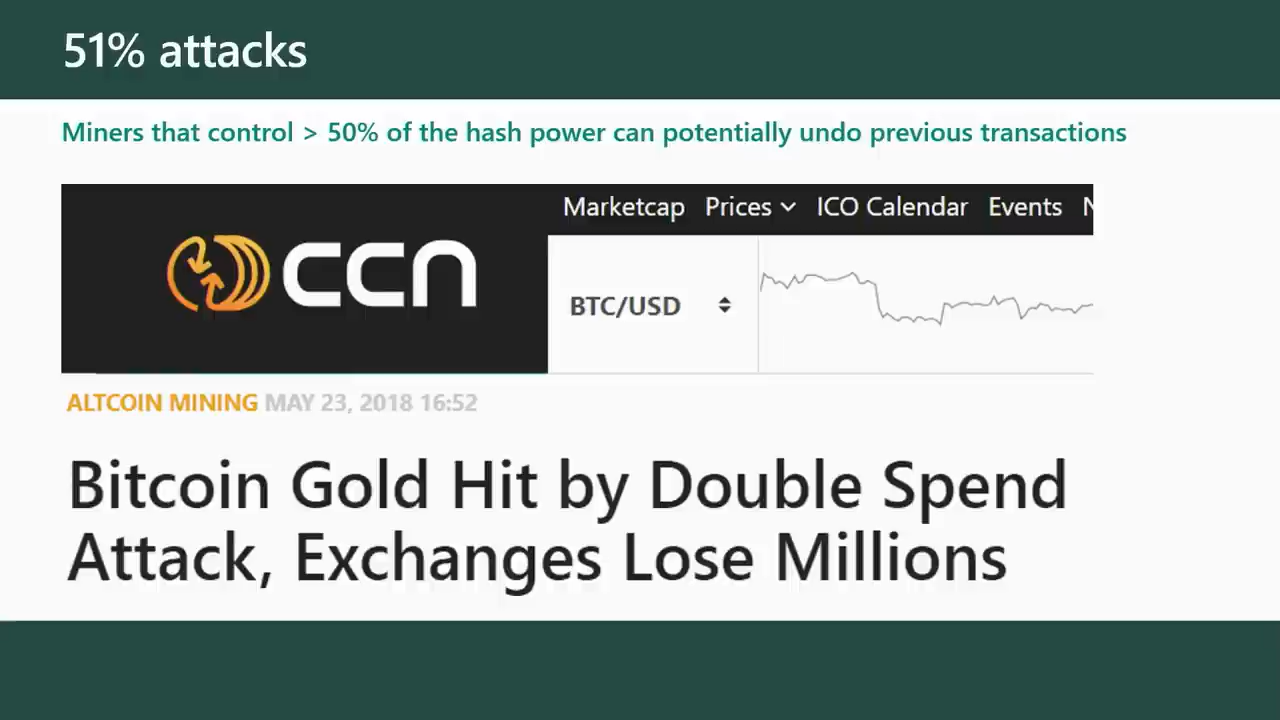 51% attacks
Miners that control > 50% of the hash power can potentially undo previous transactions
Marketcap Prices ICO Calendar Events N
CCN
BTC/USD
ALTCOIN MINING MAY 23, 2018 16:52
Bitcoin Gold Hit by Double Spend
Attack, Exchanges Lose Millions